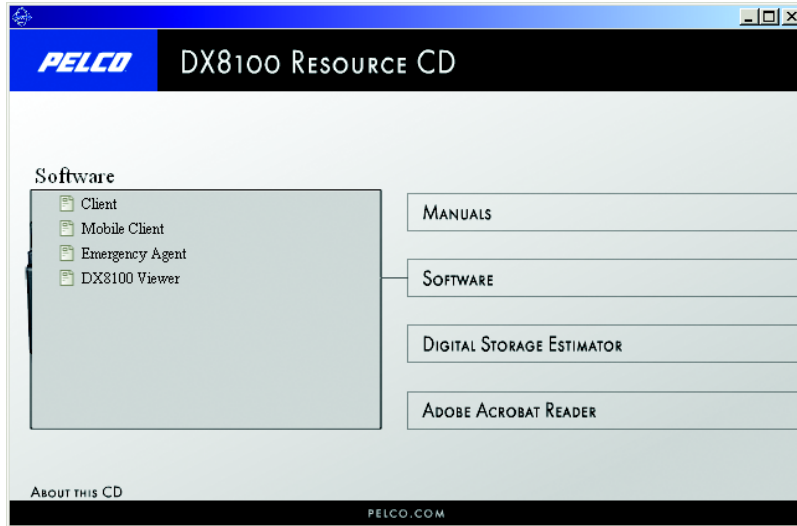 PELCO DX8100 RESOURCE CD
Software
Client
Mobile Client
Emergency Agent
DX8100 Viewer
MANUALS
SOFTWARE
DIGITAL STORAGE ESTIMATOR
ADOBE ACROBAT READER
ABOUT THIS CD
PELCO.COM